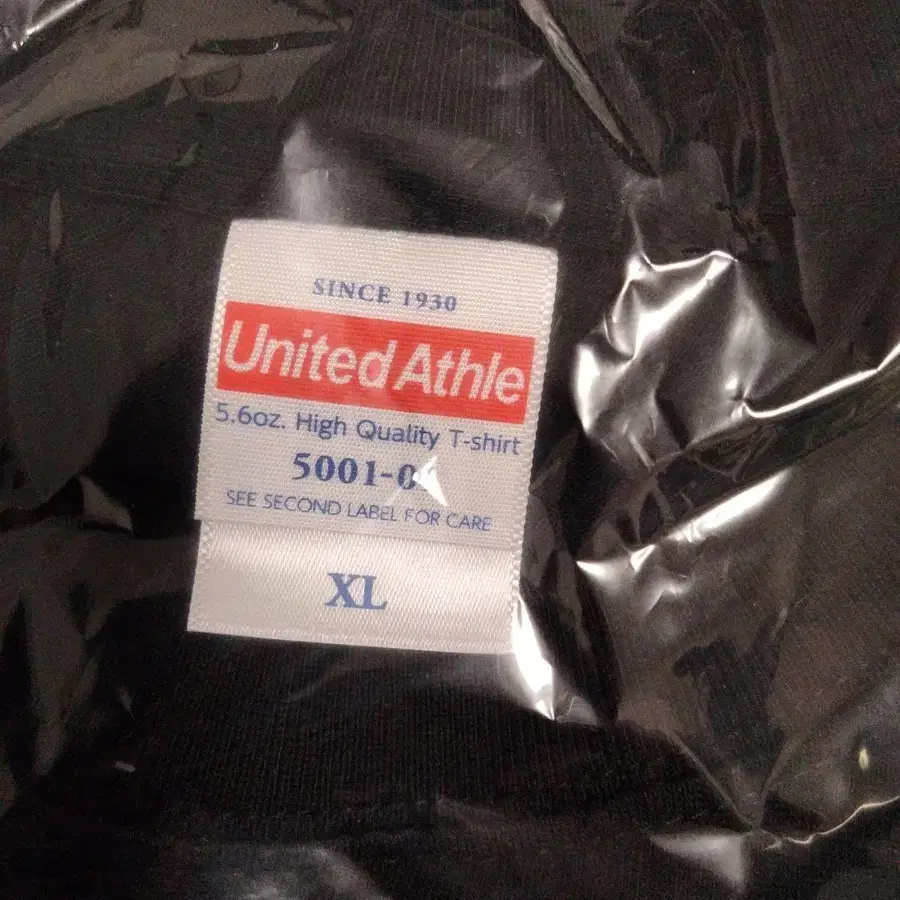 SINCE 1930
United Athle
5.6oz. High Quality T-shirt
SEE SECOND LABEL FOR CARE
XL